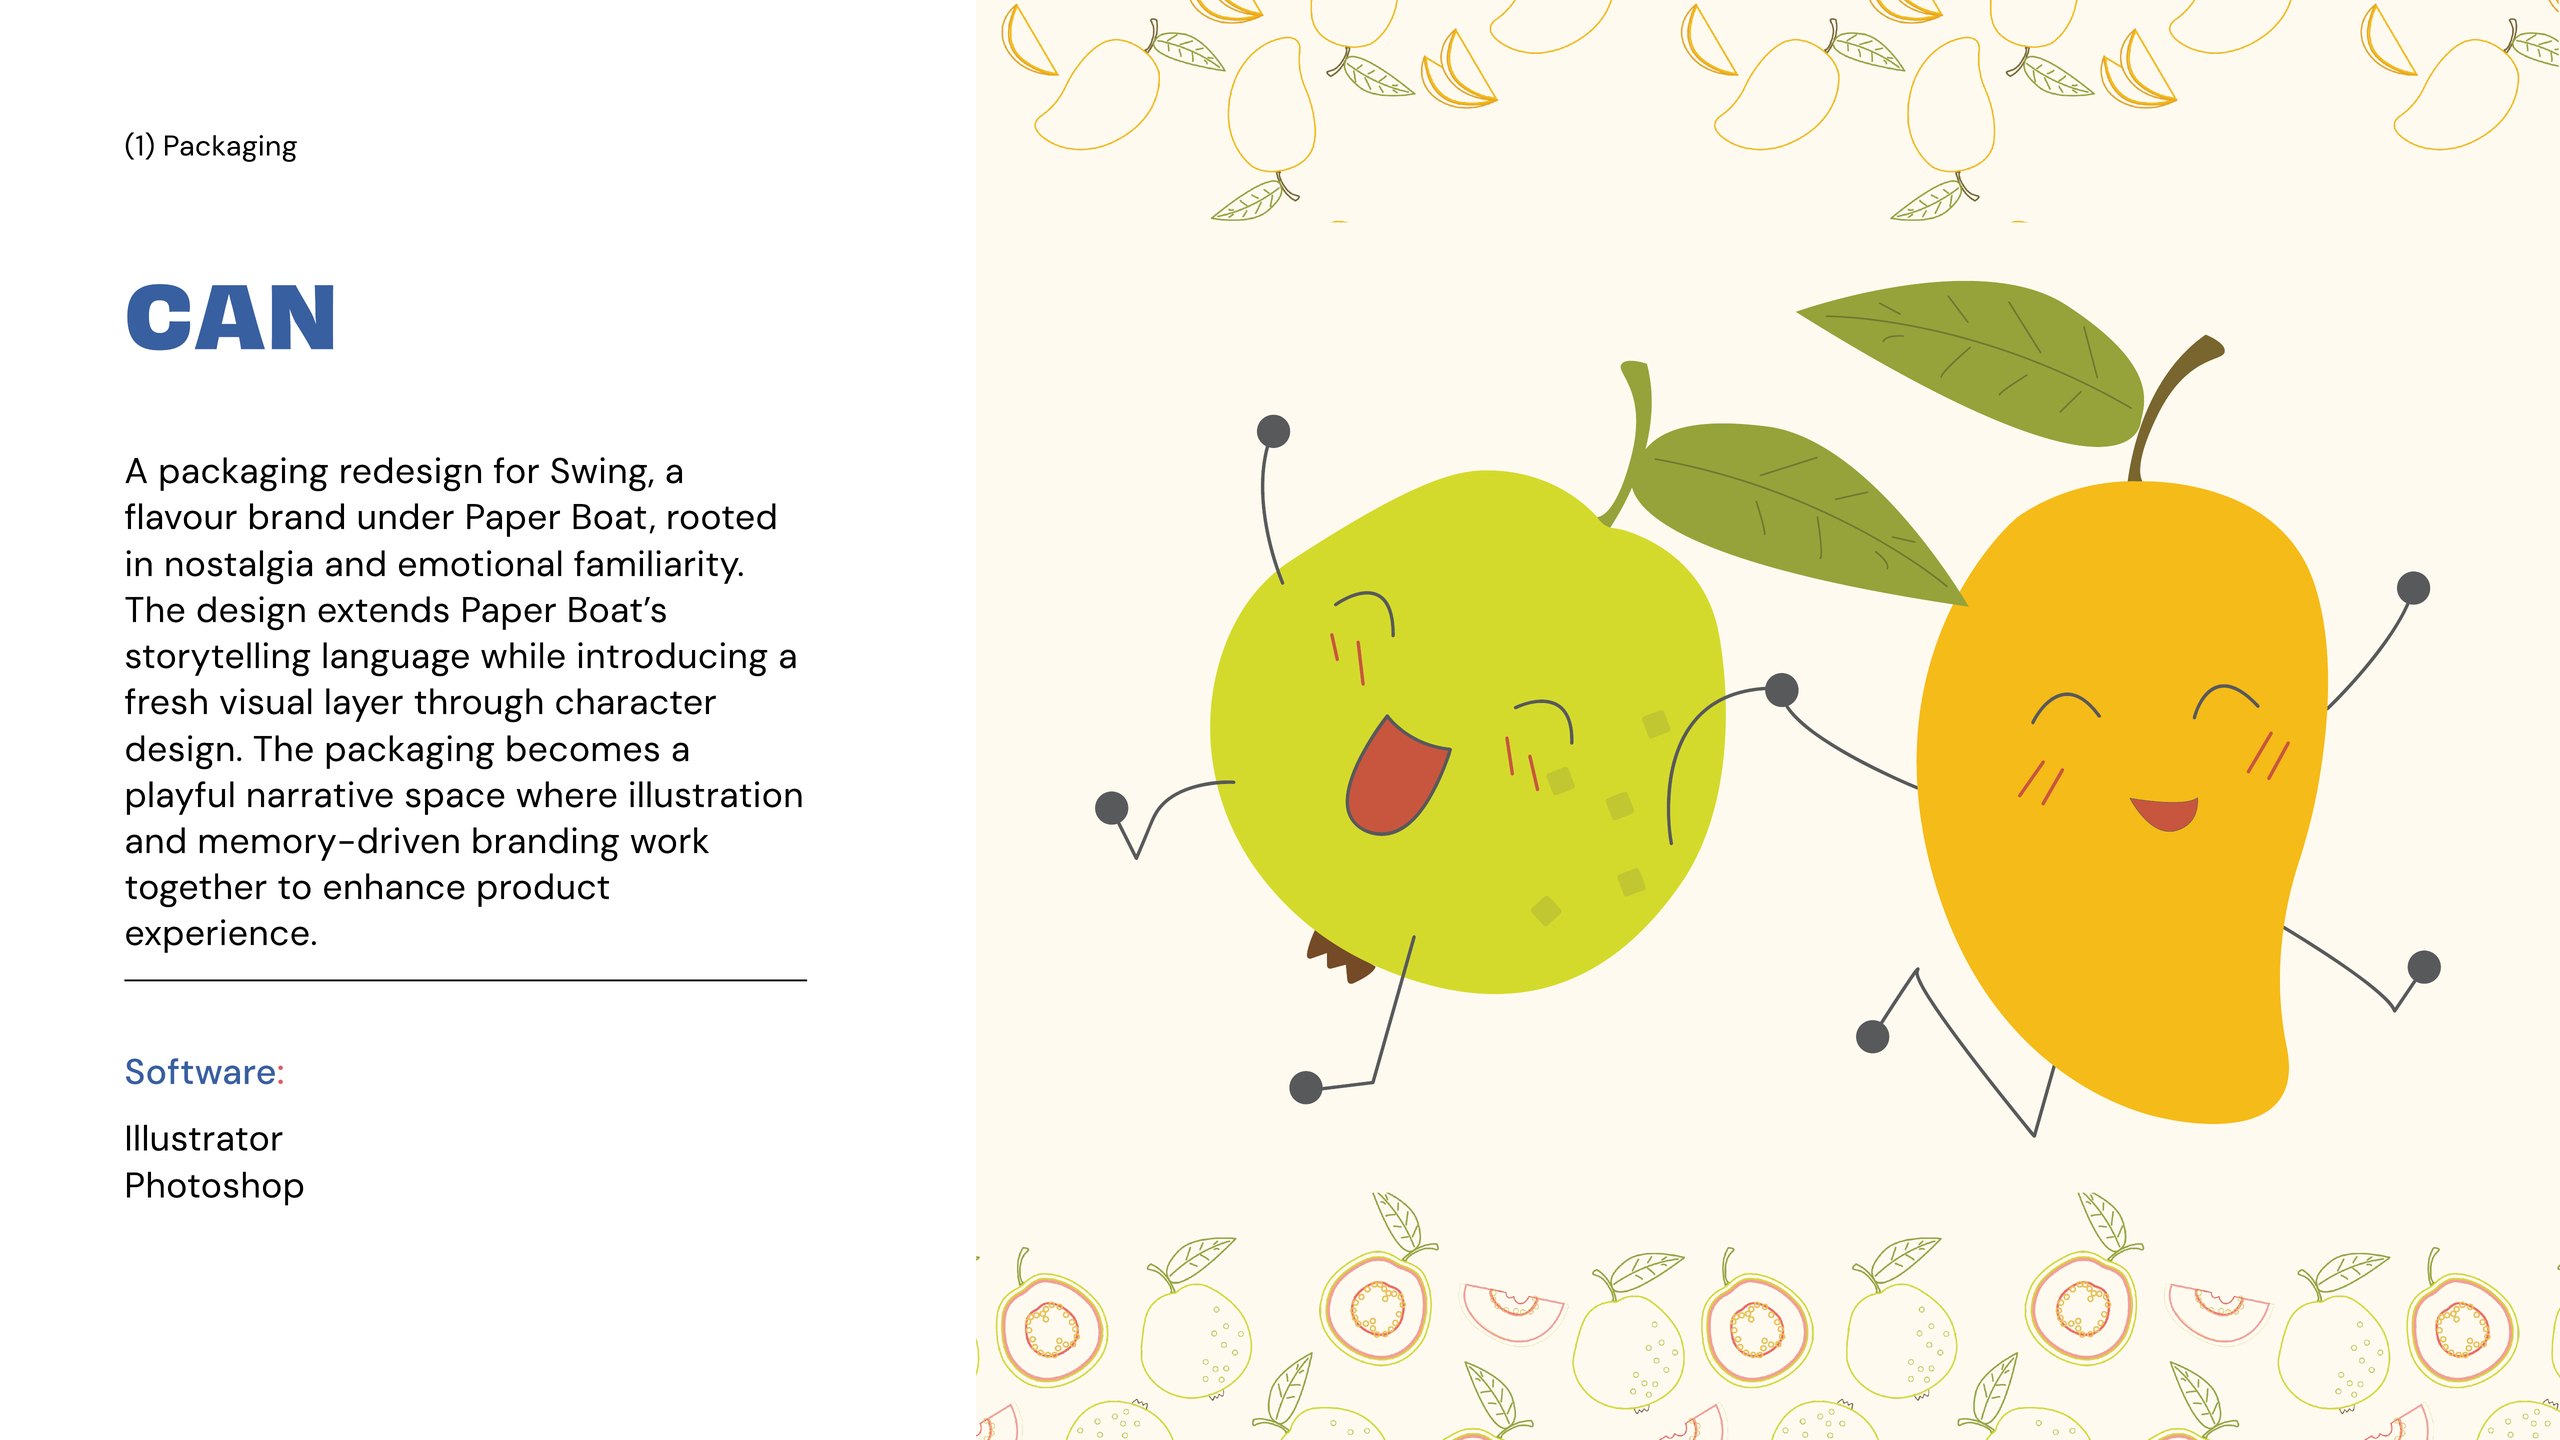 (1) Packaging
CAN
A packaging redesign for Swing, a
flavour brand under Paper Boat, rooted
in nostalgia and emotional familiarity.
The design extends Paper Boat’s
storytelling language while introducing a
fresh visual layer through character
design. The packaging becomes a
playful narrative space where illustration
and memory-driven branding work
together to enhance product
experience.
Software:
Illustrator
Photoshop